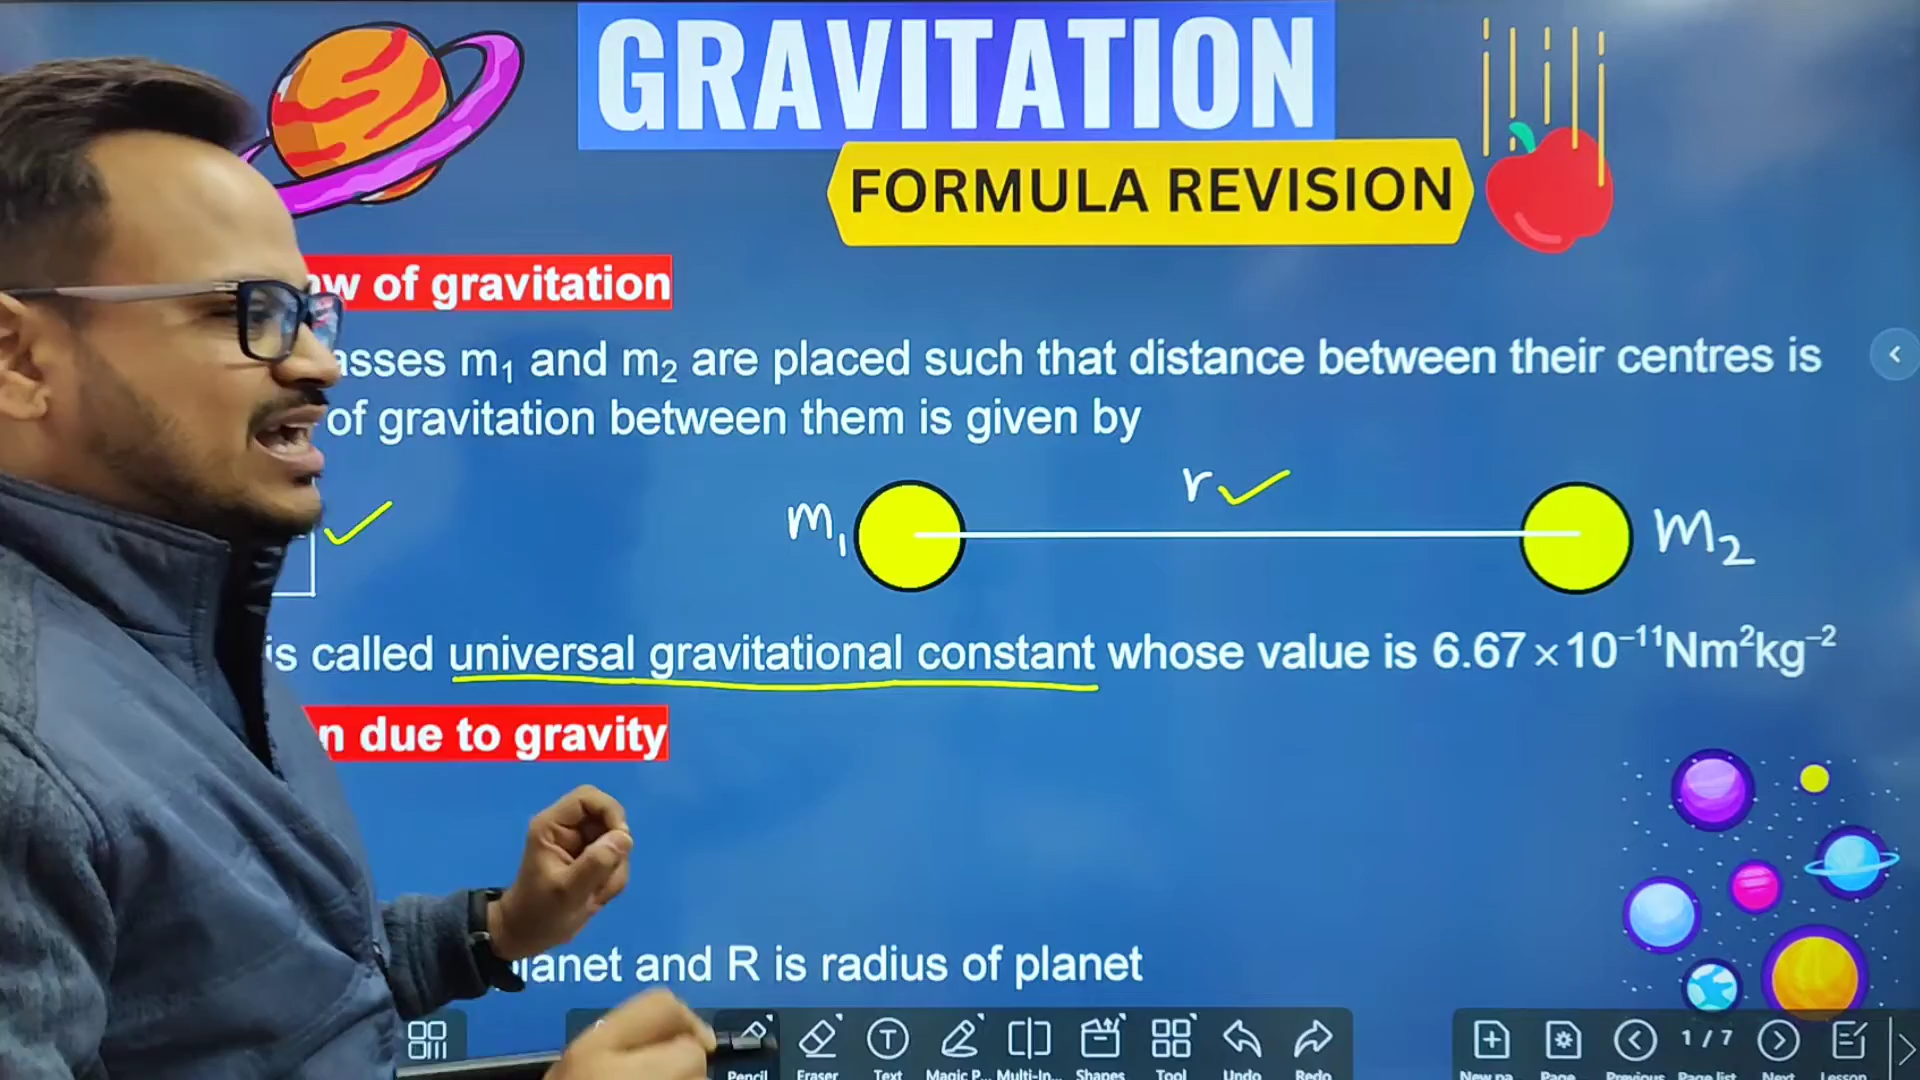 GRAVITATION
FORMULA REVISION
of gravitation
m₁ and m₂ are placed such that distance between their centres is
of gravitation between them is given by
r
m₁
m₂
is called universal gravitational constant whose value is 6.67×10⁻¹¹Nm²kg⁻²
due to gravity
and R is radius of planet
Pencil Eraser Text Magic P... Multi-In... Shapes Tool Undo Redo
1 / 7
Page Previous Page list Next Lesson